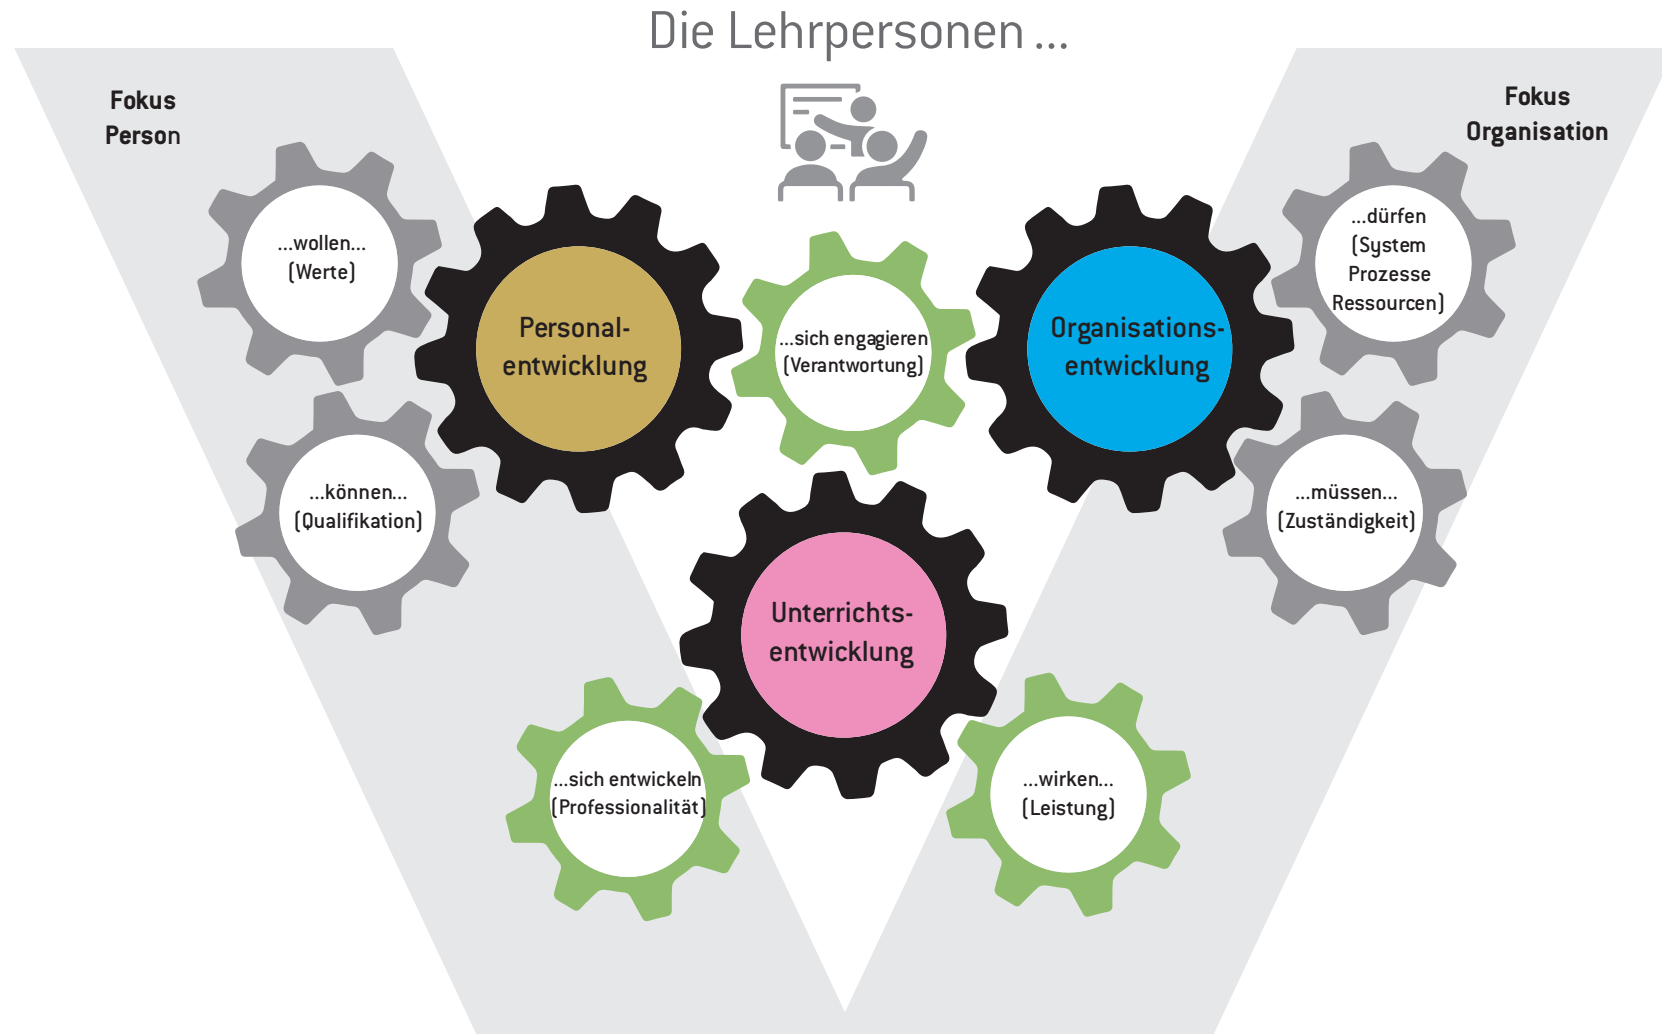 Die Lehrpersonen ...
Fokus
Person
Fokus
Organisation
...wollen...
(Werte)
...dürfen
(System
Prozesse
Ressourcen)
Personal-
entwicklung
...sich engagieren
(Verantwortung)
Organisations-
entwicklung
...können...
(Qualifikation)
...müssen...
(Zuständigkeit)
Unterrichts-
entwicklung
...sich entwickeln
(Professionalität)
...wirken...
(Leistung)